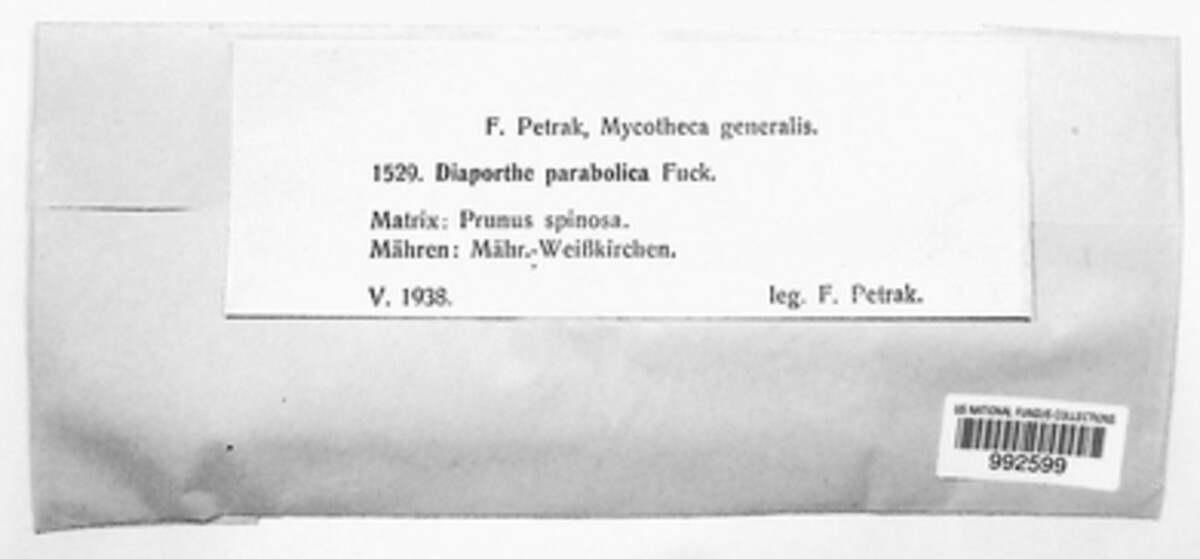 F. Petrak, Mycotheca generalis.
1529. Diaporthe parabolica Fuck.
Matrix: Prunus spinosa.
Mähren: Mähr.-Weißkirchen.
V. 1938. leg. F. Petrak.
US NATIONAL FUNGUS COLLECTIONS
992599